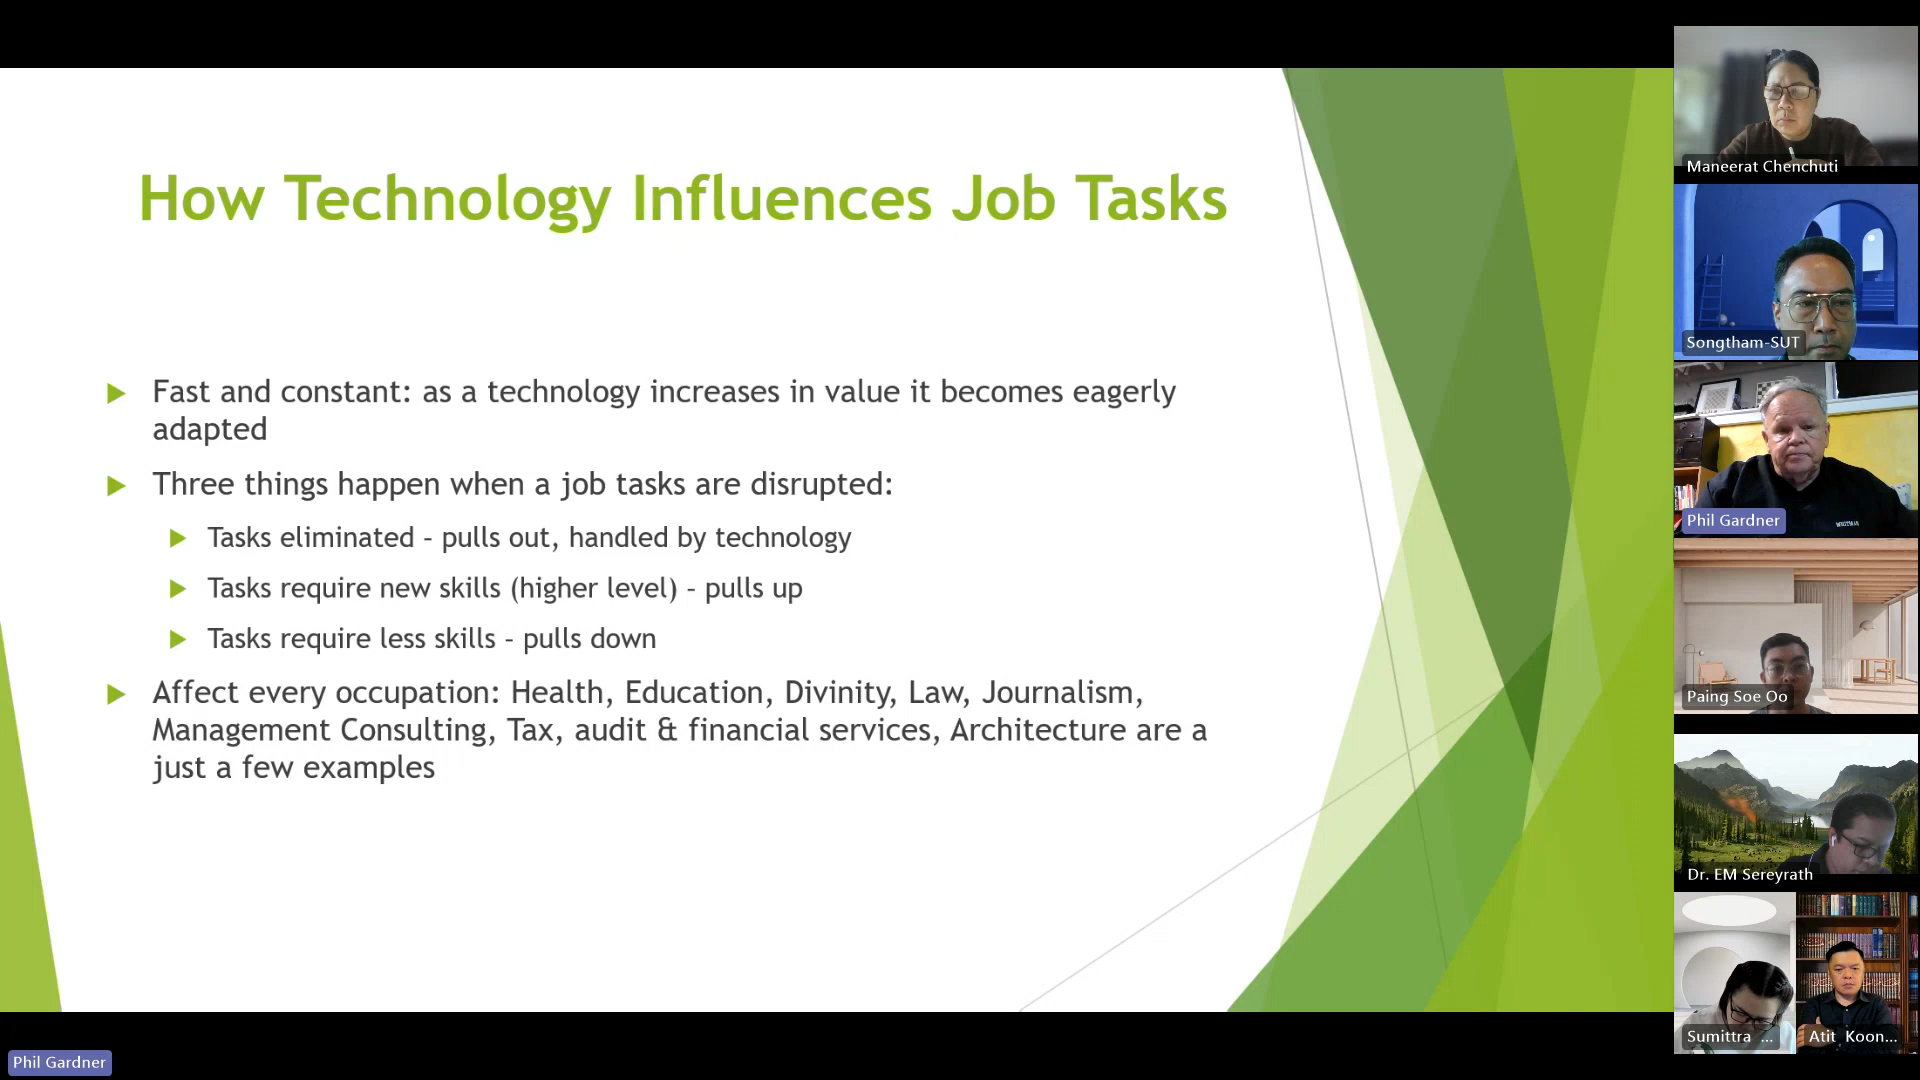 How Technology Influences Job Tasks
Fast and constant: as a technology increases in value it becomes eagerly
adapted
Three things happen when a job tasks are disrupted:
Tasks eliminated – pulls out, handled by technology
Tasks require new skills (higher level) – pulls up
Tasks require less skills – pulls down
Affect every occupation: Health, Education, Divinity, Law, Journalism,
Management Consulting, Tax, audit & financial services, Architecture are a
just a few examples
Maneerat Chenchuti
Songtham-SUT
Phil Gardner
Paing Soe Oo
Dr. EM Sereyrath
Sumittra ...
Atit Koon...
Phil Gardner